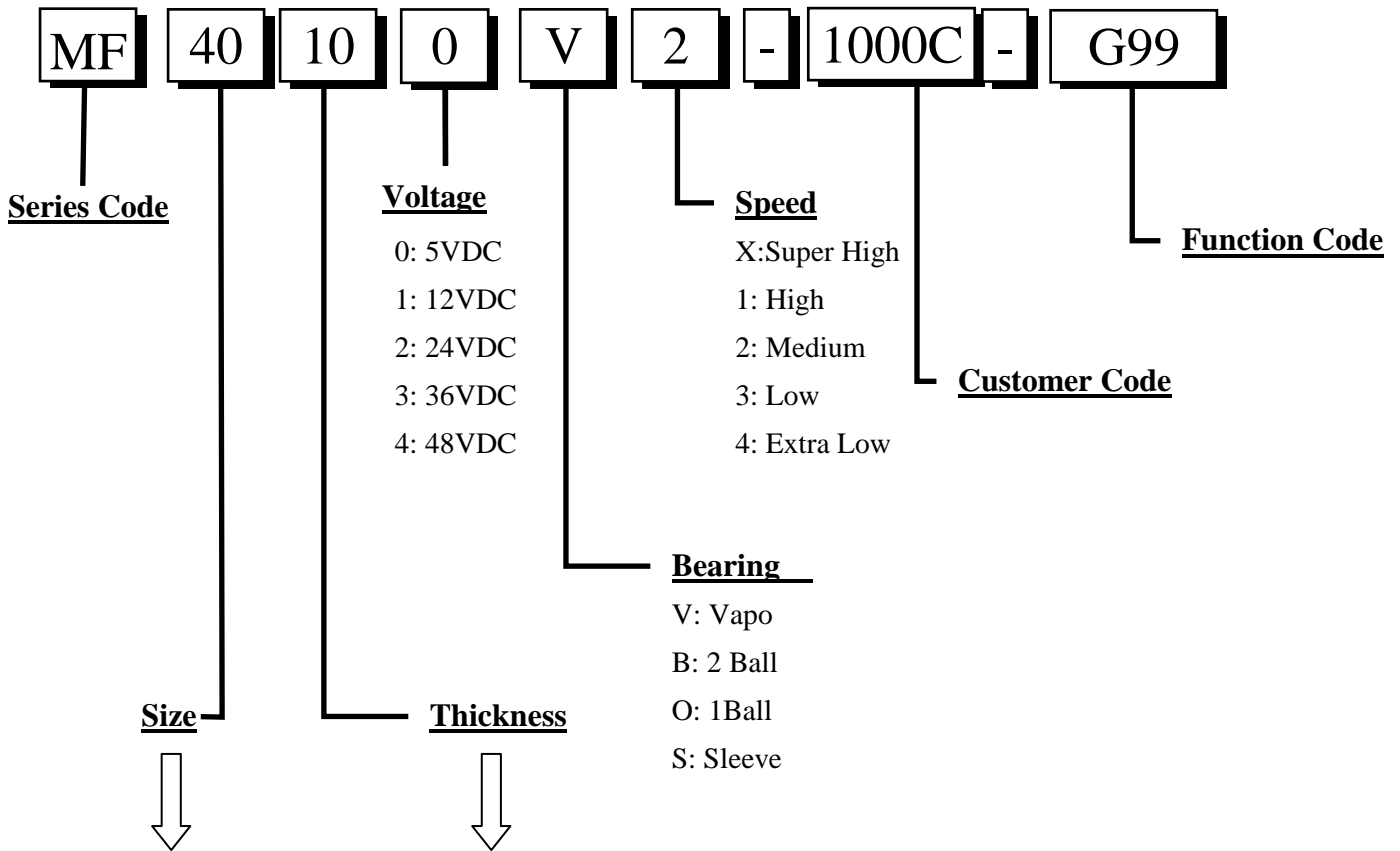 MF 40 10 0 V 2 - 1000C - G99
Series Code
Voltage
0: 5VDC
1: 12VDC
2: 24VDC
3: 36VDC
4: 48VDC
Speed
X:Super High
1: High
2: Medium
3: Low
4: Extra Low
Function Code
Customer Code
Bearing
V: Vapo
B: 2 Ball
O: 1Ball
S: Sleeve
Size
Thickness